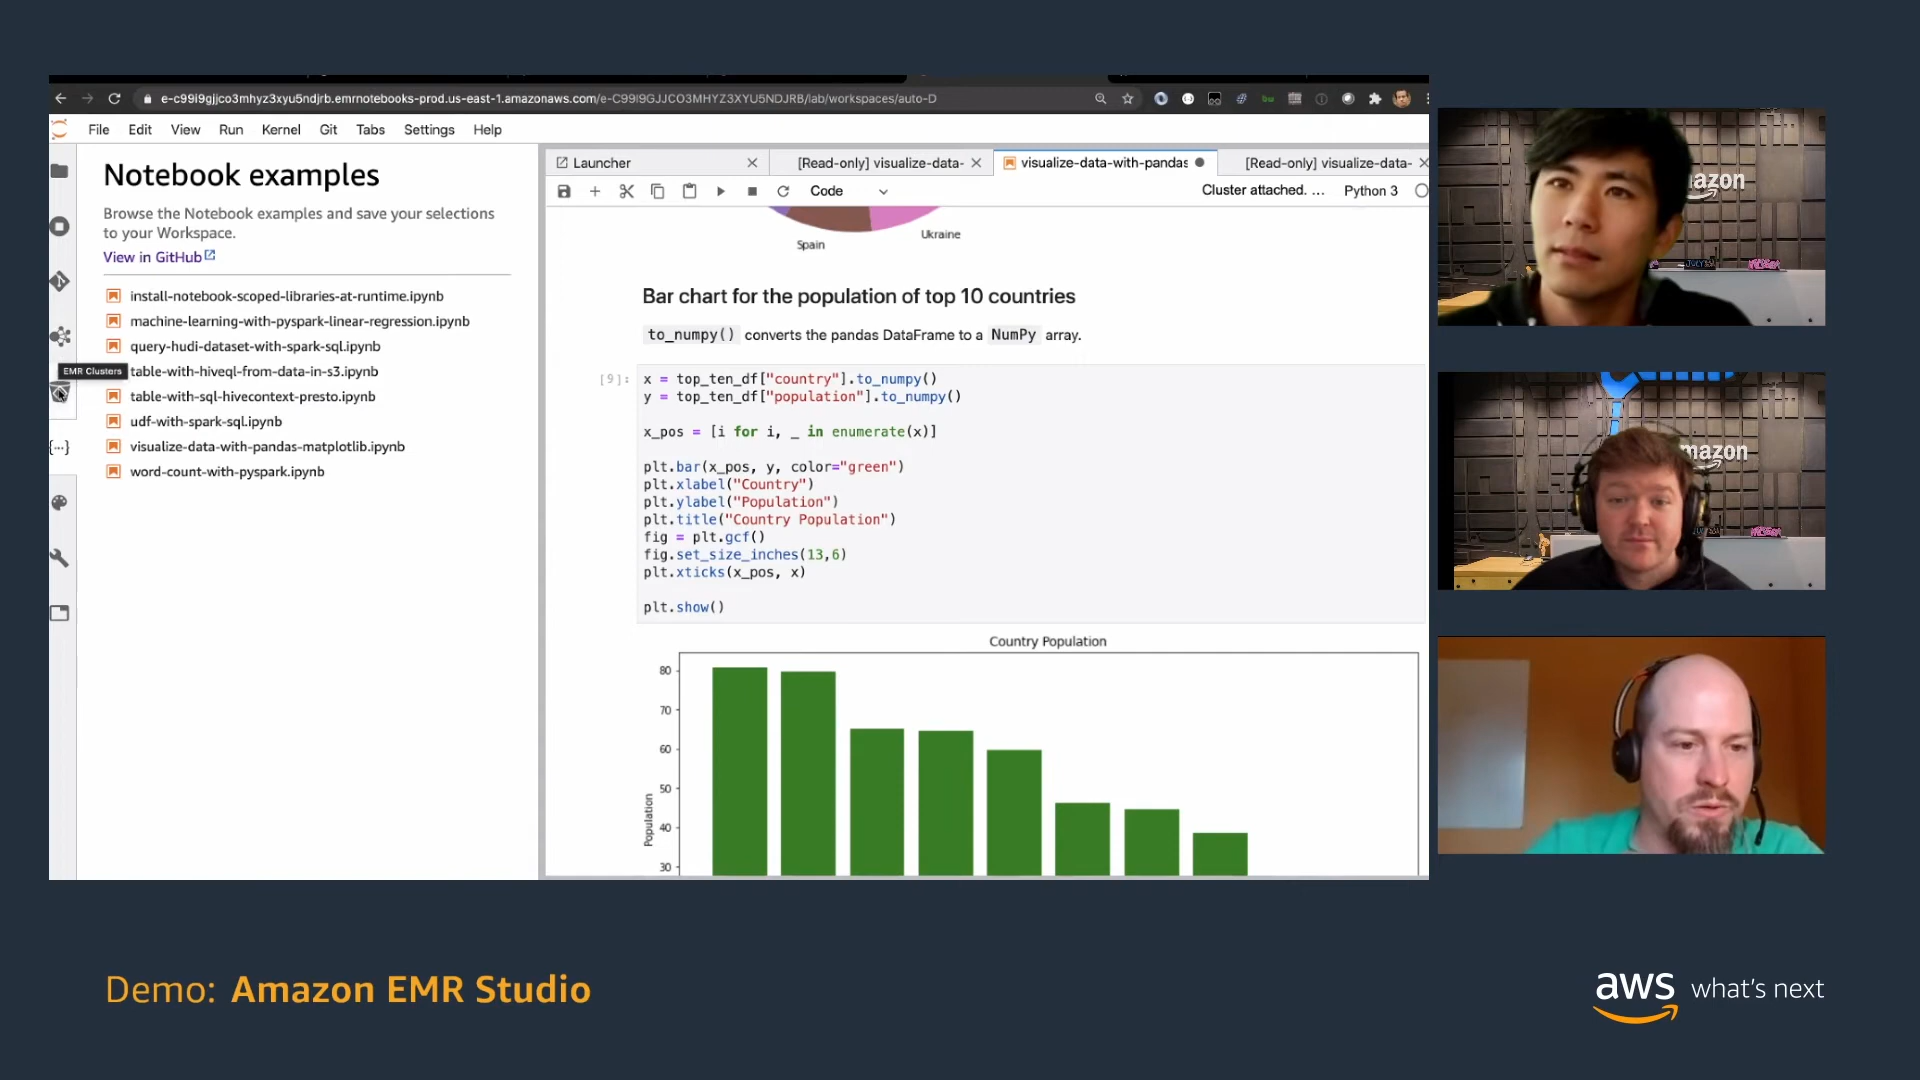 e-c99l9gjjco3mhyz3xyu5ndjrb.emrnotebooks-prod.us-east-1.amazonaws.com/e-C99I9GJJCO3MHYZ3XYU5NDJRB/lab/workspaces/auto-D
File Edit View Run Kernel Git Tabs Settings Help
Notebook examples
Browse the Notebook examples and save your selections
to your Workspace.
View in GitHub
install-notebook-scoped-libraries-at-runtime.ipynb
machine-learning-with-pyspark-linear-regression.ipynb
query-hudi-dataset-with-spark-sql.ipynb
EMR Clusters
table-with-hiveql-from-data-in-s3.ipynb
table-with-sql-hivecontext-presto.ipynb
udf-with-spark-sql.ipynb
visualize-data-with-pandas-matplotlib.ipynb
word-count-with-pyspark.ipynb
Launcher
[Read-only] visualize-data-
visualize-data-with-pandas
[Read-only] visualize-data-
Code
Cluster attached. ...
Python 3
Spain
Ukraine
Bar chart for the population of top 10 countries
to_numpy() converts the pandas DataFrame to a NumPy array.
[9]:
x = top_ten_df["country"].to_numpy()
y = top_ten_df["population"].to_numpy()
x_pos = [i for i, _ in enumerate(x)]
plt.bar(x_pos, y, color="green")
plt.xlabel("Country")
plt.ylabel("Population")
plt.title("Country Population")
fig = plt.gcf()
fig.set_size_inches(13,6)
plt.xticks(x_pos, x)
plt.show()
Country Population
80
70
60
50
40
30
Population
azon
mazon
Demo: Amazon EMR Studio
aws what's next